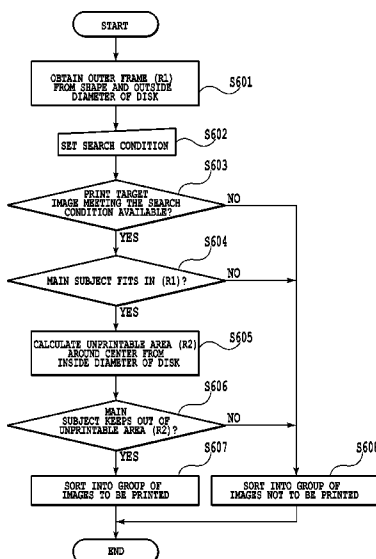 START
OBTAIN OUTER FRAME (R1)
FROM SHAPE AND OUTSIDE
DIAMETER OF DISK
S601
SET SEARCH CONDITION
S602
PRINT TARGET
IMAGE MEETING THE SEARCH
CONDITION AVAILABLE?
S603
NO
YES
MAIN SUBJECT FITS IN (R1)?
S604
NO
YES
CALCULATE UNPRINTABLE AREA (R2)
AROUND CENTER FROM
INSIDE DIAMETER OF DISK
S605
MAIN
SUBJECT KEEPS OUT OF
UNPRINTABLE AREA (R2)?
S606
NO
YES
SORT INTO GROUP OF
IMAGES TO BE PRINTED
S607
SORT INTO GROUP OF
IMAGES NOT TO BE PRINTED
S608
END